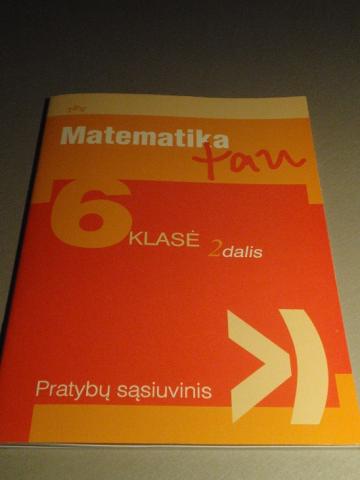 Matematika
tau
6 KLASĖ 2dalis
Pratybų sąsiuvinis